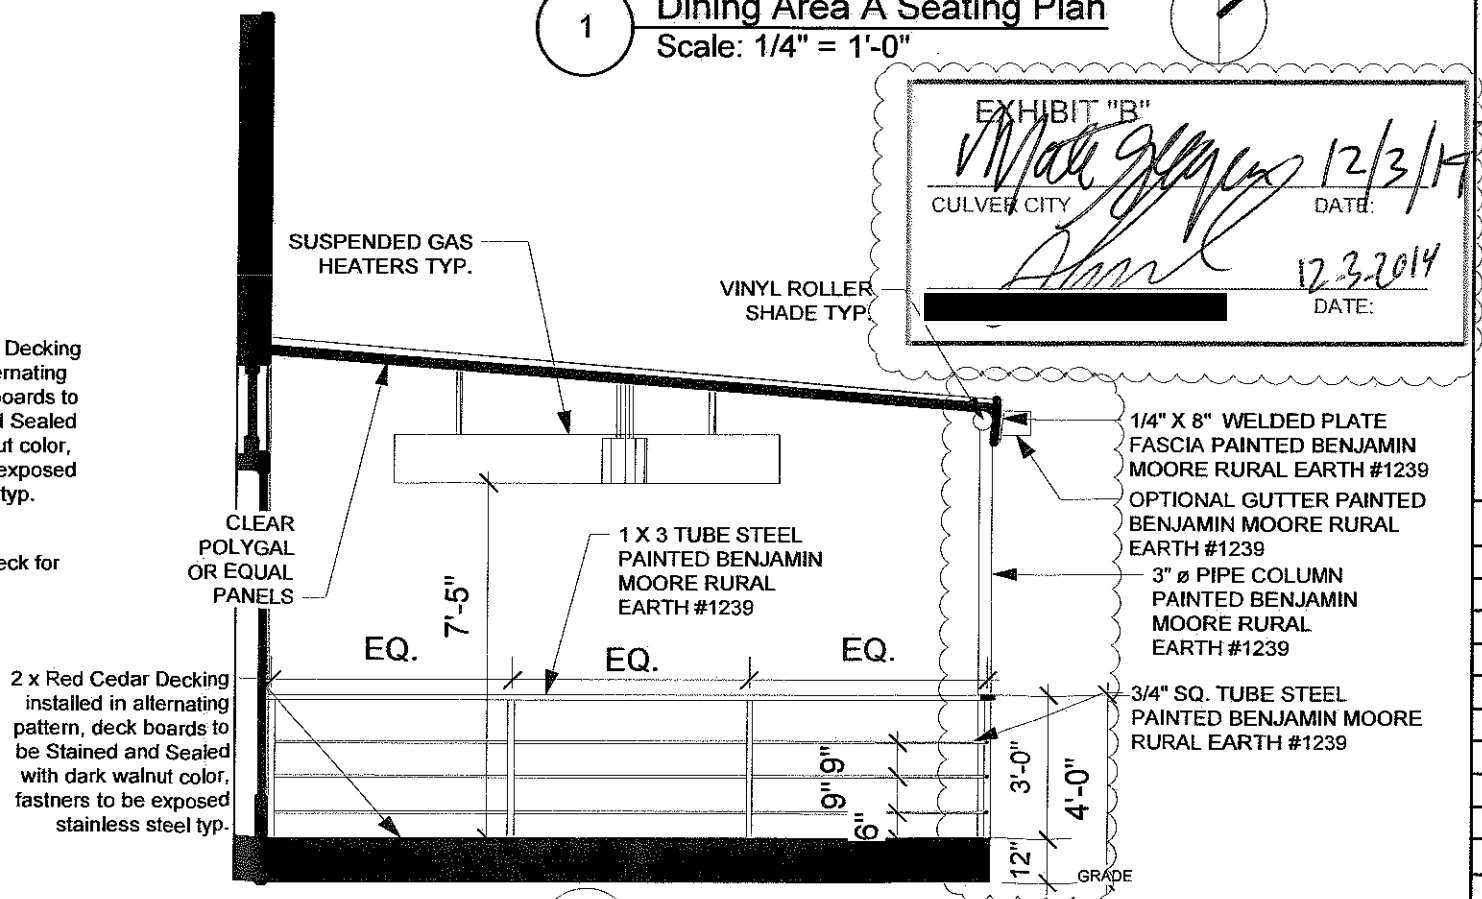 1
Dining Area A Seating Plan
Scale: 1/4" = 1'-0"
EXHIBIT "B"
12/3/14
CULVER CITY
DATE:
12-3-2014
DATE:
SUSPENDED GAS
HEATERS TYP.
VINYL ROLLER
SHADE TYP.
Decking
ernating
oards to
Sealed
ut color,
exposed
typ.
eck for
CLEAR
POLYGAL
OR EQUAL
PANELS
1/4" X 8" WELDED PLATE
FASCIA PAINTED BENJAMIN
MOORE RURAL EARTH #1239
OPTIONAL GUTTER PAINTED
BENJAMIN MOORE RURAL
EARTH #1239
1 X 3 TUBE STEEL
PAINTED BENJAMIN
MOORE RURAL
EARTH #1239
3" ø PIPE COLUMN
PAINTED BENJAMIN
MOORE RURAL
EARTH #1239
7'-5"
EQ.
EQ.
EQ.
2 x Red Cedar Decking
installed in alternating
pattern, deck boards to
be Stained and Sealed
with dark walnut color,
fastners to be exposed
stainless steel typ.
3/4" SQ. TUBE STEEL
PAINTED BENJAMIN MOORE
RURAL EARTH #1239
9"
9"
6"
3'-0"
4'-0"
12"
GRADE